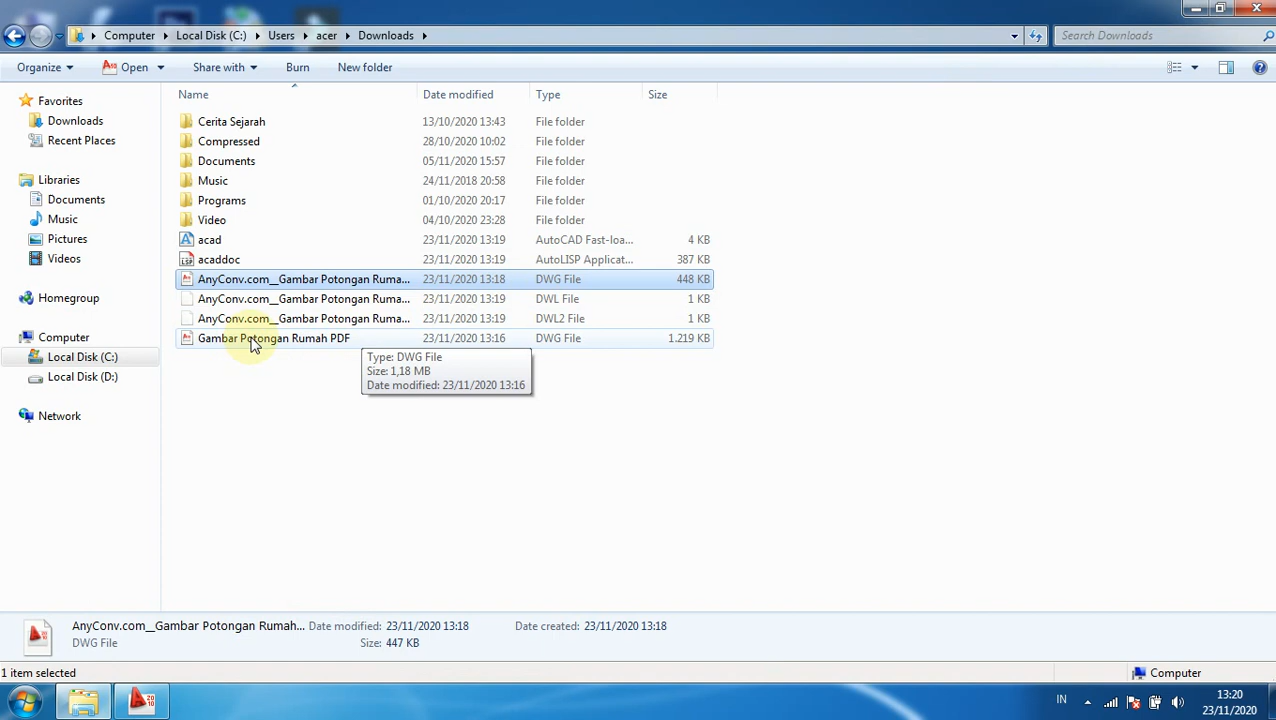 Computer Local Disk (C:) Users acer Downloads
Search Downloads
Organize Open Share with Burn New folder
Name Date modified Type Size
Favorites
Downloads
Recent Places
Libraries
Documents
Music
Pictures
Videos
Homegroup
Computer
Local Disk (C:)
Local Disk (D:)
Network
Cerita Sejarah 13/10/2020 13:43 File folder
Compressed 28/10/2020 10:02 File folder
Documents 05/11/2020 15:57 File folder
Music 24/11/2018 20:58 File folder
Programs 01/10/2020 20:17 File folder
Video 04/10/2020 23:28 File folder
acad 23/11/2020 13:19 AutoCAD Fast-loa... 4 KB
acaddoc 23/11/2020 13:19 AutoLISP Applicat... 387 KB
AnyConv.com__Gambar Potongan Ruma... 23/11/2020 13:18 DWG File 448 KB
AnyConv.com__Gambar Potongan Ruma... 23/11/2020 13:19 DWL File 1 KB
AnyConv.com__Gambar Potongan Ruma... 23/11/2020 13:19 DWL2 File 1 KB
Gambar Potongan Rumah PDF 23/11/2020 13:16 DWG File 1.219 KB
Type: DWG File
Size: 1,18 MB
Date modified: 23/11/2020 13:16
AnyConv.com__Gambar Potongan Rumah... Date modified: 23/11/2020 13:18 Date created: 23/11/2020 13:18
DWG File Size: 447 KB
1 item selected Computer
IN 13:20
23/11/2020